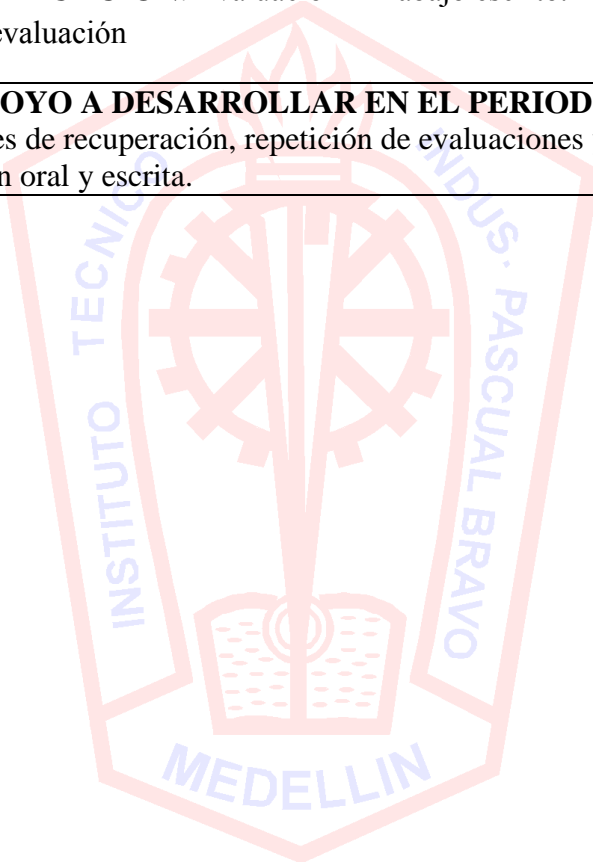 evaluación
OYO A DESARROLLAR EN EL PERIOD
es de recuperación, repetición de evaluaciones
n oral y escrita.
INSTITUTO TECNICO INDUS. PASCUAL BRAVO
MEDELLIN